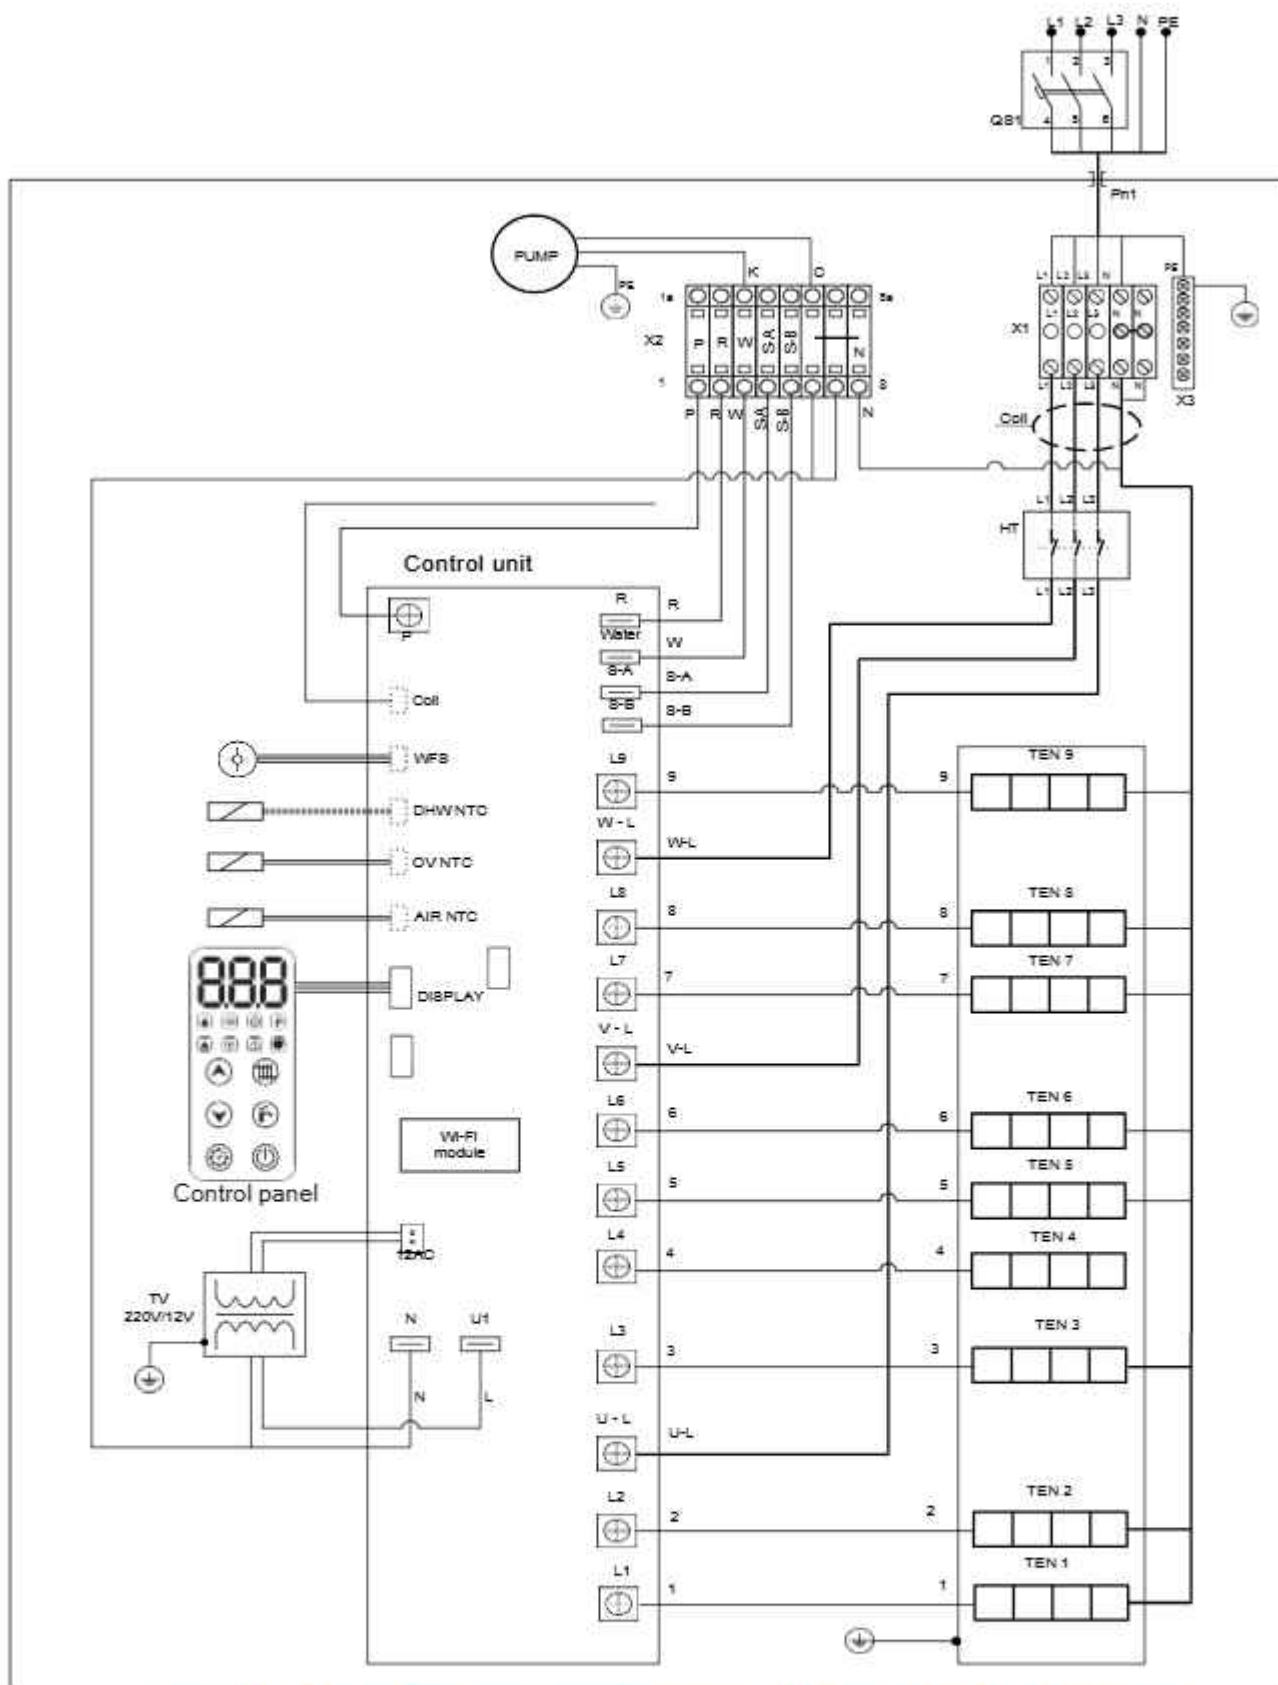 L1 L2 L3 N PE
1 2 3
QS1 4 5 6
Pn1
PUMP
PE
K O
1a 8a
X2
P R W S-A S-B N
1 8
P R W S-A S-B N
L1 L2 L3 N
PE
X1
L1 L2 L3 N N
L1 L2 L3 N N
X3
Coil
L1 L2 L3
HT
L1 L2 L3
Control unit
P
R R
Water W
S-A S-A
S-B S-B
Coil
WFS
DHW NTC
OV NTC
AIR NTC
888
DISPLAY
Control panel
WI-FI
module
12AC
TV
220V/12V
N U1
N L
L9 9 9 TEN 9
W - L W-L
L8 8 8 TEN 8
L7 7 7 TEN 7
V - L V-L
L6 6 6 TEN 6
L5 5 5 TEN 5
L4 4 4 TEN 4
L3 3 3 TEN 3
U - L U-L
L2 2 2 TEN 2
L1 1 1 TEN 1